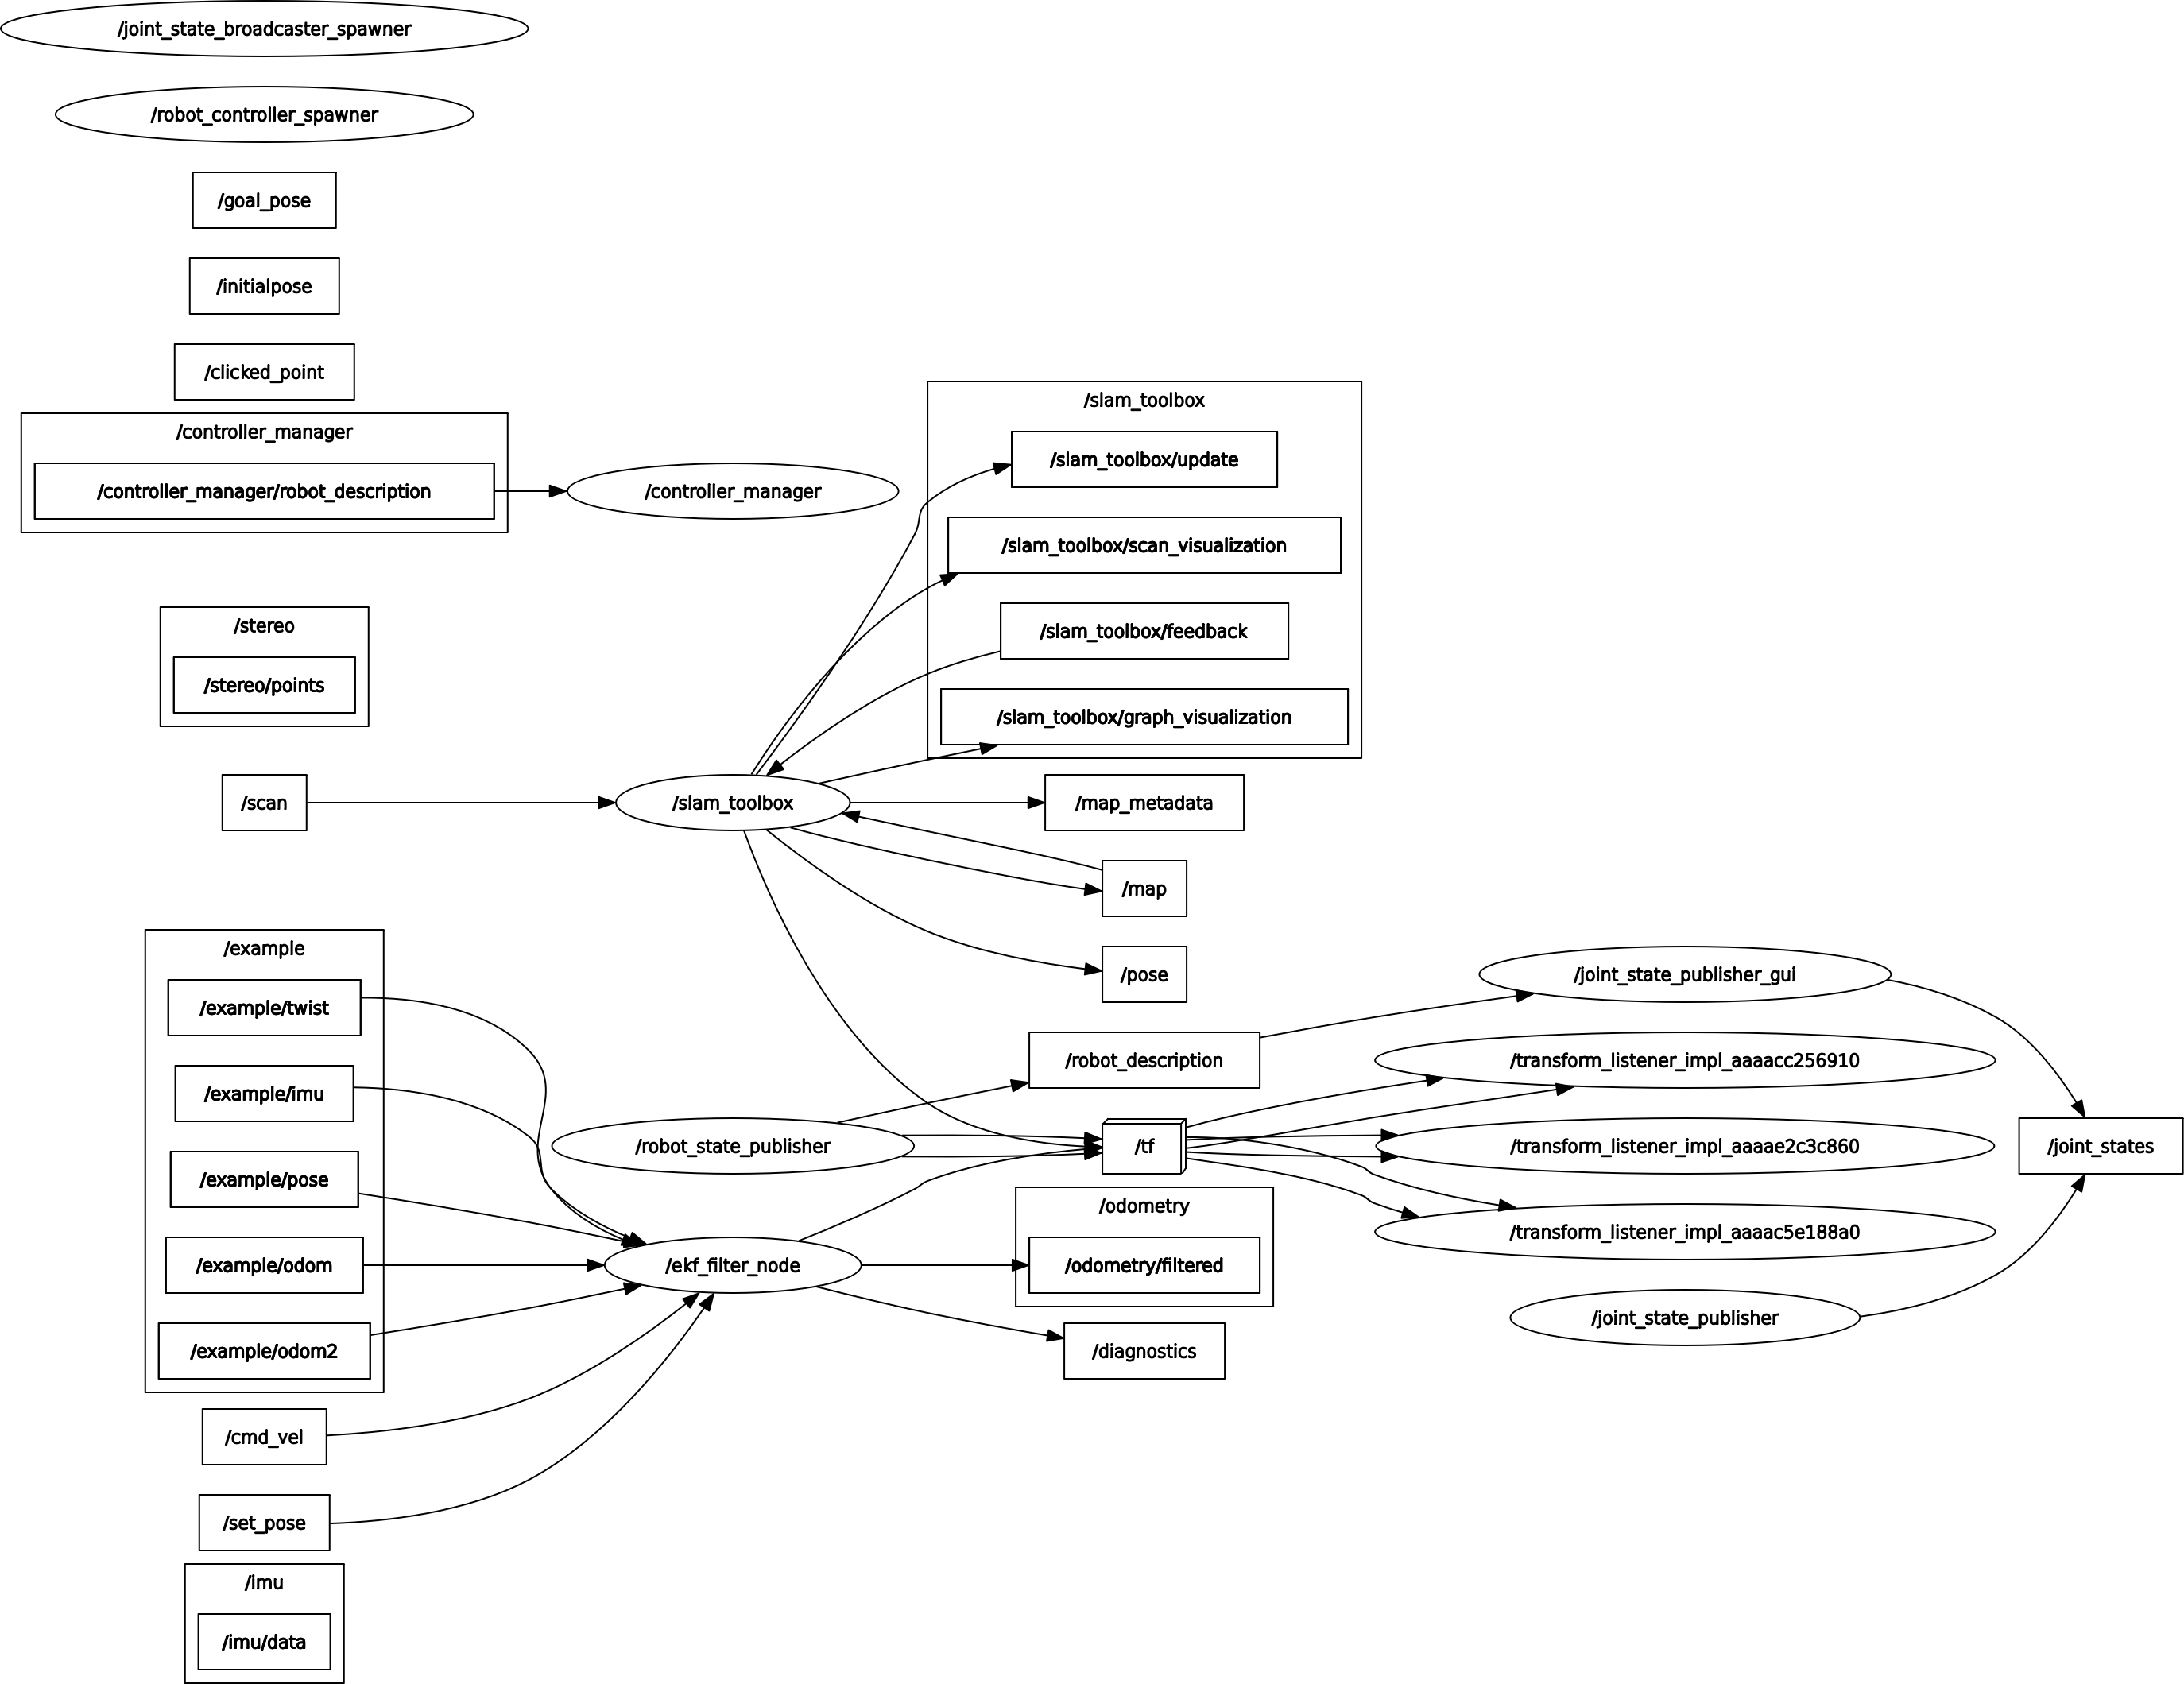 /joint_state_broadcaster_spawner
/robot_controller_spawner
/goal_pose
/initialpose
/clicked_point
/controller_manager
/controller_manager/robot_description
/controller_manager
/slam_toolbox
/slam_toolbox/update
/slam_toolbox/scan_visualization
/slam_toolbox/feedback
/slam_toolbox/graph_visualization
/stereo
/stereo/points
/scan
/slam_toolbox
/map_metadata
/map
/pose
/example
/example/twist
/example/imu
/example/pose
/example/odom
/example/odom2
/robot_description
/robot_state_publisher
/tf
/odometry
/odometry/filtered
/ekf_filter_node
/diagnostics
/joint_state_publisher_gui
/transform_listener_impl_aaaacc256910
/transform_listener_impl_aaaae2c3c860
/transform_listener_impl_aaaac5e188a0
/joint_state_publisher
/joint_states
/cmd_vel
/set_pose
/imu
/imu/data